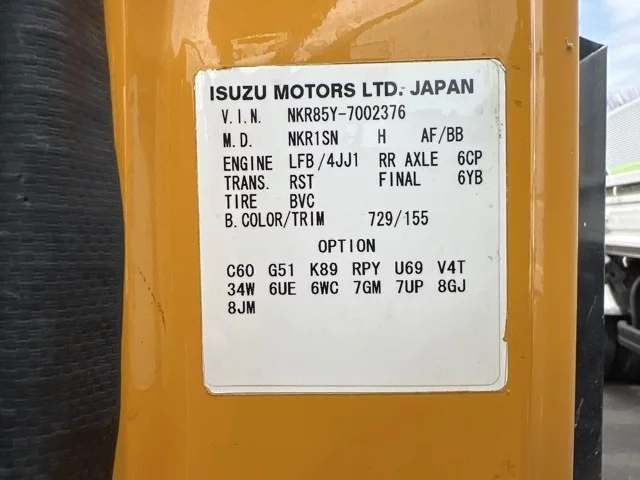 ISUZU MOTORS LTD. JAPAN
V.I.N. NKR85Y-7002376
M.D. NKR1SN H AF/BB
ENGINE LFB/4JJ1 RR AXLE 6CP
TRANS. RST FINAL 6YB
TIRE BVC
B.COLOR/TRIM 729/155
OPTION
C60 G51 K89 RPY U69 V4T
34W 6UE 6WC 7GM 7UP 8GJ
8JM